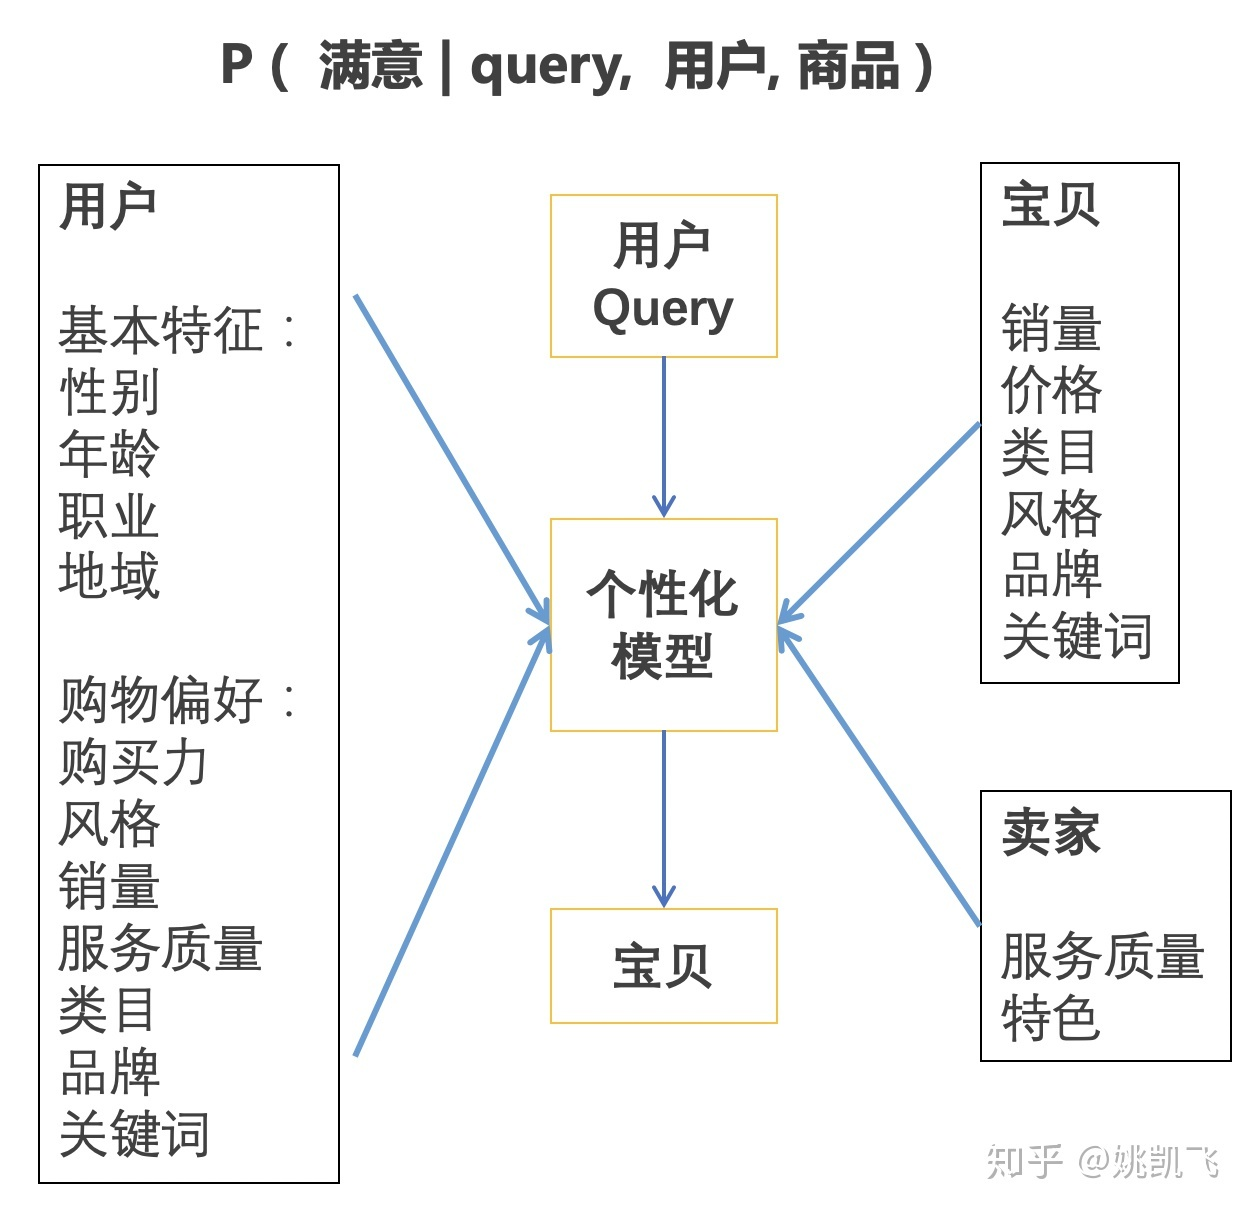 P ( 满意 | query, 用户, 商品 )
用户
基本特征：
性别
年龄
职业
地域
购物偏好：
购买力
风格
销量
服务质量
类目
品牌
关键词
用户
Query
个性化
模型
宝贝
宝贝
销量
价格
类目
风格
品牌
关键词
卖家
服务质量
特色
知乎 @姚凯飞